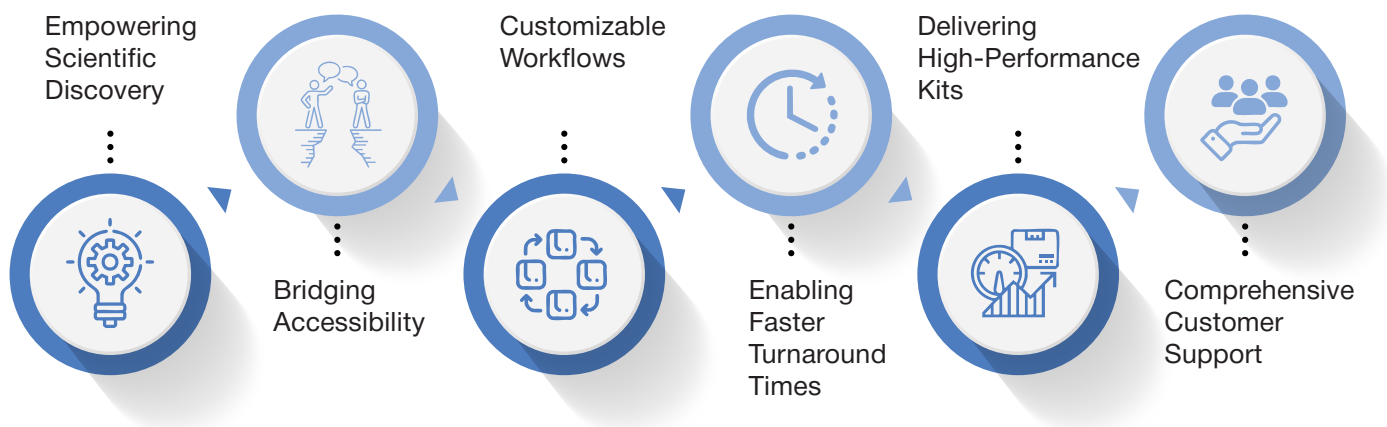 Empowering
Scientific
Discovery
Bridging
Accessibility
Customizable
Workflows
Enabling
Faster
Turnaround
Times
Delivering
High-Performance
Kits
Comprehensive
Customer
Support